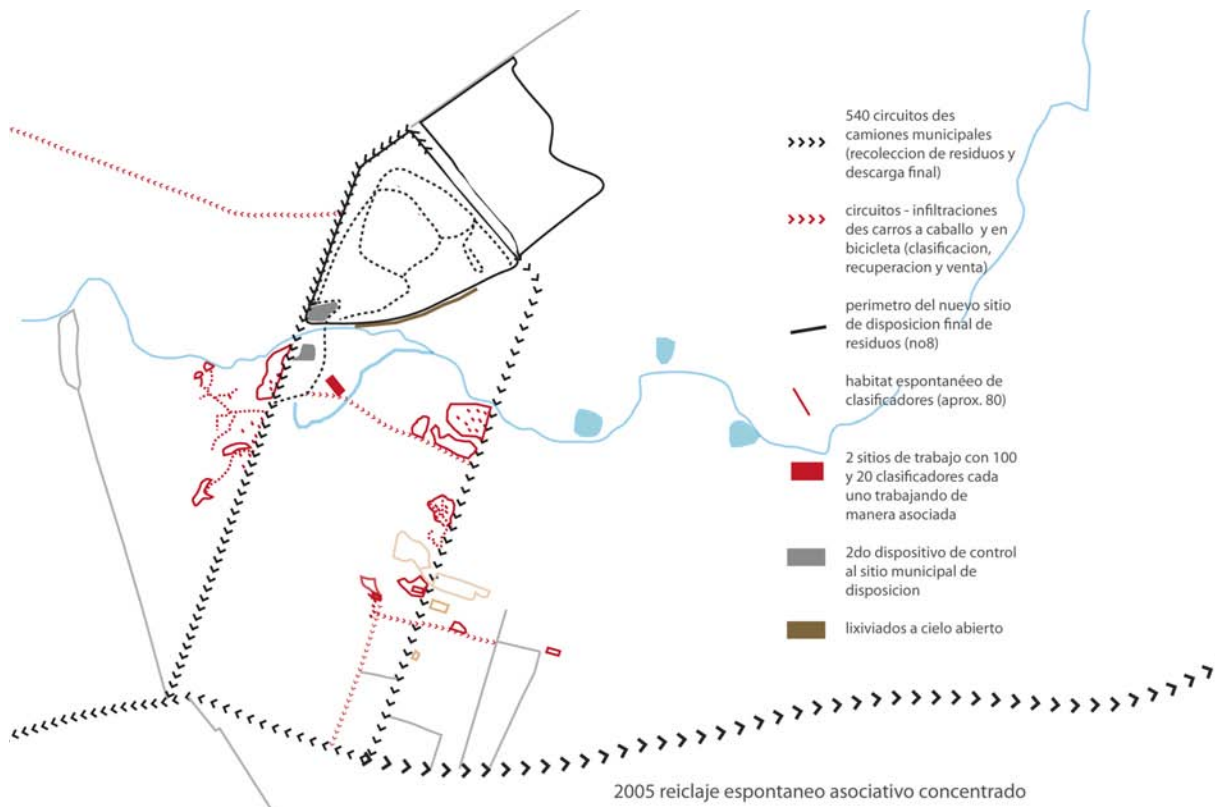 540 circuitos des
camiones municipales
(recoleccion de residuos y
descarga final)
circuitos - infiltraciones
des carros a caballo y en
bicicleta (clasificacion,
recuperacion y venta)
perimetro del nuevo sitio
de disposicion final de
residuos (no8)
habitat espontanéeo de
clasificadores (aprox. 80)
2 sitios de trabajo con 100
y 20 clasificadores cada
uno trabajando de
manera asociada
2do dispositivo de control
al sitio municipal de
disposicion
lixiviados a cielo abierto
2005 reiclaje espontaneo asociativo concentrado